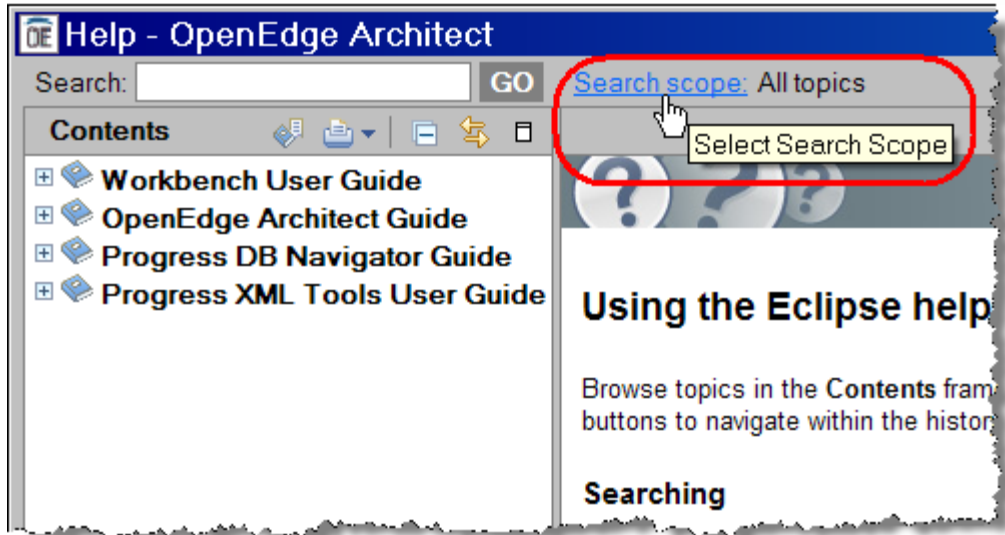 OE Help - OpenEdge Architect
Search: GO Search scope: All topics
Contents
Select Search Scope
Workbench User Guide
OpenEdge Architect Guide
Progress DB Navigator Guide
Progress XML Tools User Guide
? ? ?
Using the Eclipse help
Browse topics in the Contents fram
buttons to navigate within the histor
Searching